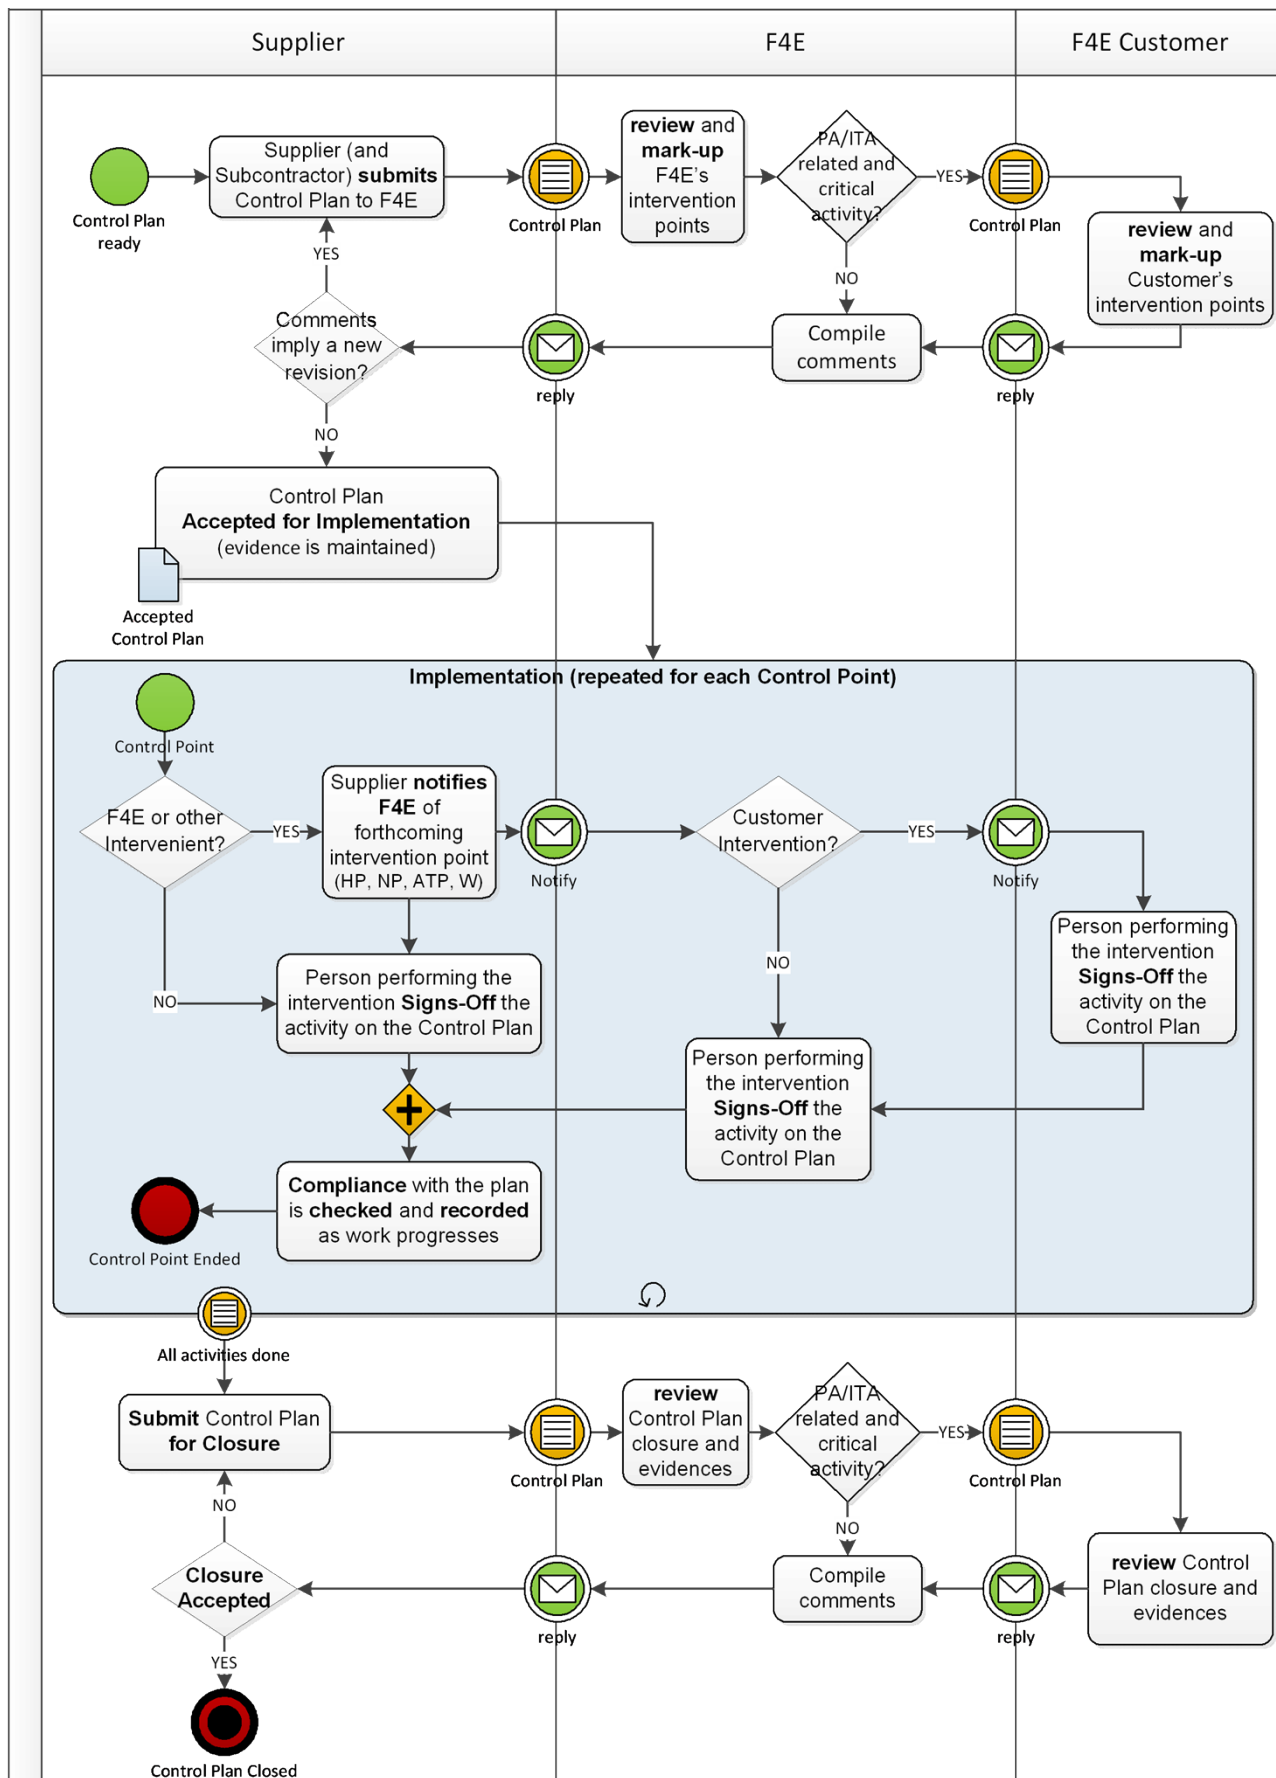 Supplier
F4E
F4E Customer
Control Plan
ready
Supplier (and
Subcontractor) submits
Control Plan to F4E
Control Plan
review and
mark-up
F4E's
intervention
points
PA/ITA
related and
critical
activity?
YES
Control Plan
review and
mark-up
Customer's
intervention points
NO
YES
Comments
imply a new
revision?
reply
Compile
comments
reply
NO
Control Plan
Accepted for Implementation
(evidence is maintained)
Accepted
Control Plan
Implementation (repeated for each Control Point)
Control Point
F4E or other
Intervenient?
YES
Supplier notifies
F4E of
forthcoming
intervention point
(HP, NP, ATP, W)
Notify
Customer
Intervention?
YES
Notify
Person performing
the intervention
Signs-Off the
activity on the
Control Plan
NO
NO
Person performing the
intervention Signs-Off the
activity on the Control Plan
Person performing
the intervention
Signs-Off the
activity on the
Control Plan
Compliance with the plan
is checked and recorded
as work progresses
Control Point Ended
All activities done
Submit Control Plan
for Closure
Control Plan
review
Control Plan
closure and
evidences
PA/ITA
related and
critical
activity?
YES
Control Plan
NO
NO
review Control
Plan closure and
evidences
Closure
Accepted
reply
Compile
comments
reply
YES
Control Plan Closed